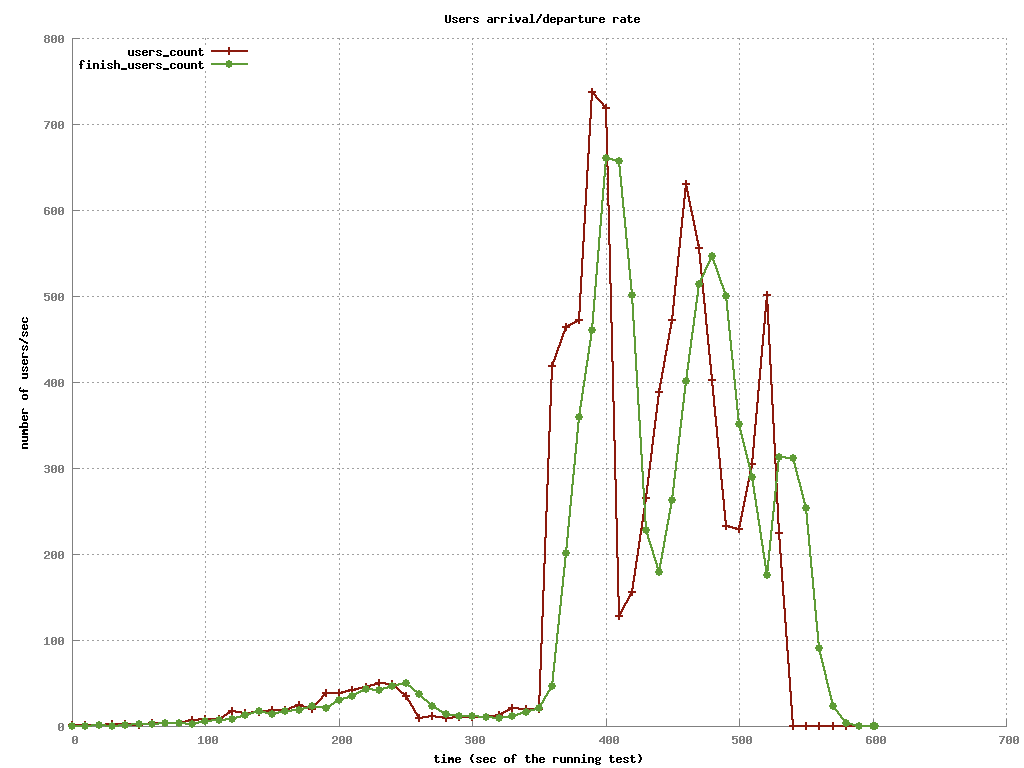 Users arrival/departure rate
800
users_count
finish_users_count
700
600
500
400
300
200
100
0
number of users/sec
0 100 200 300 400 500 600 700
time (sec of the running test)